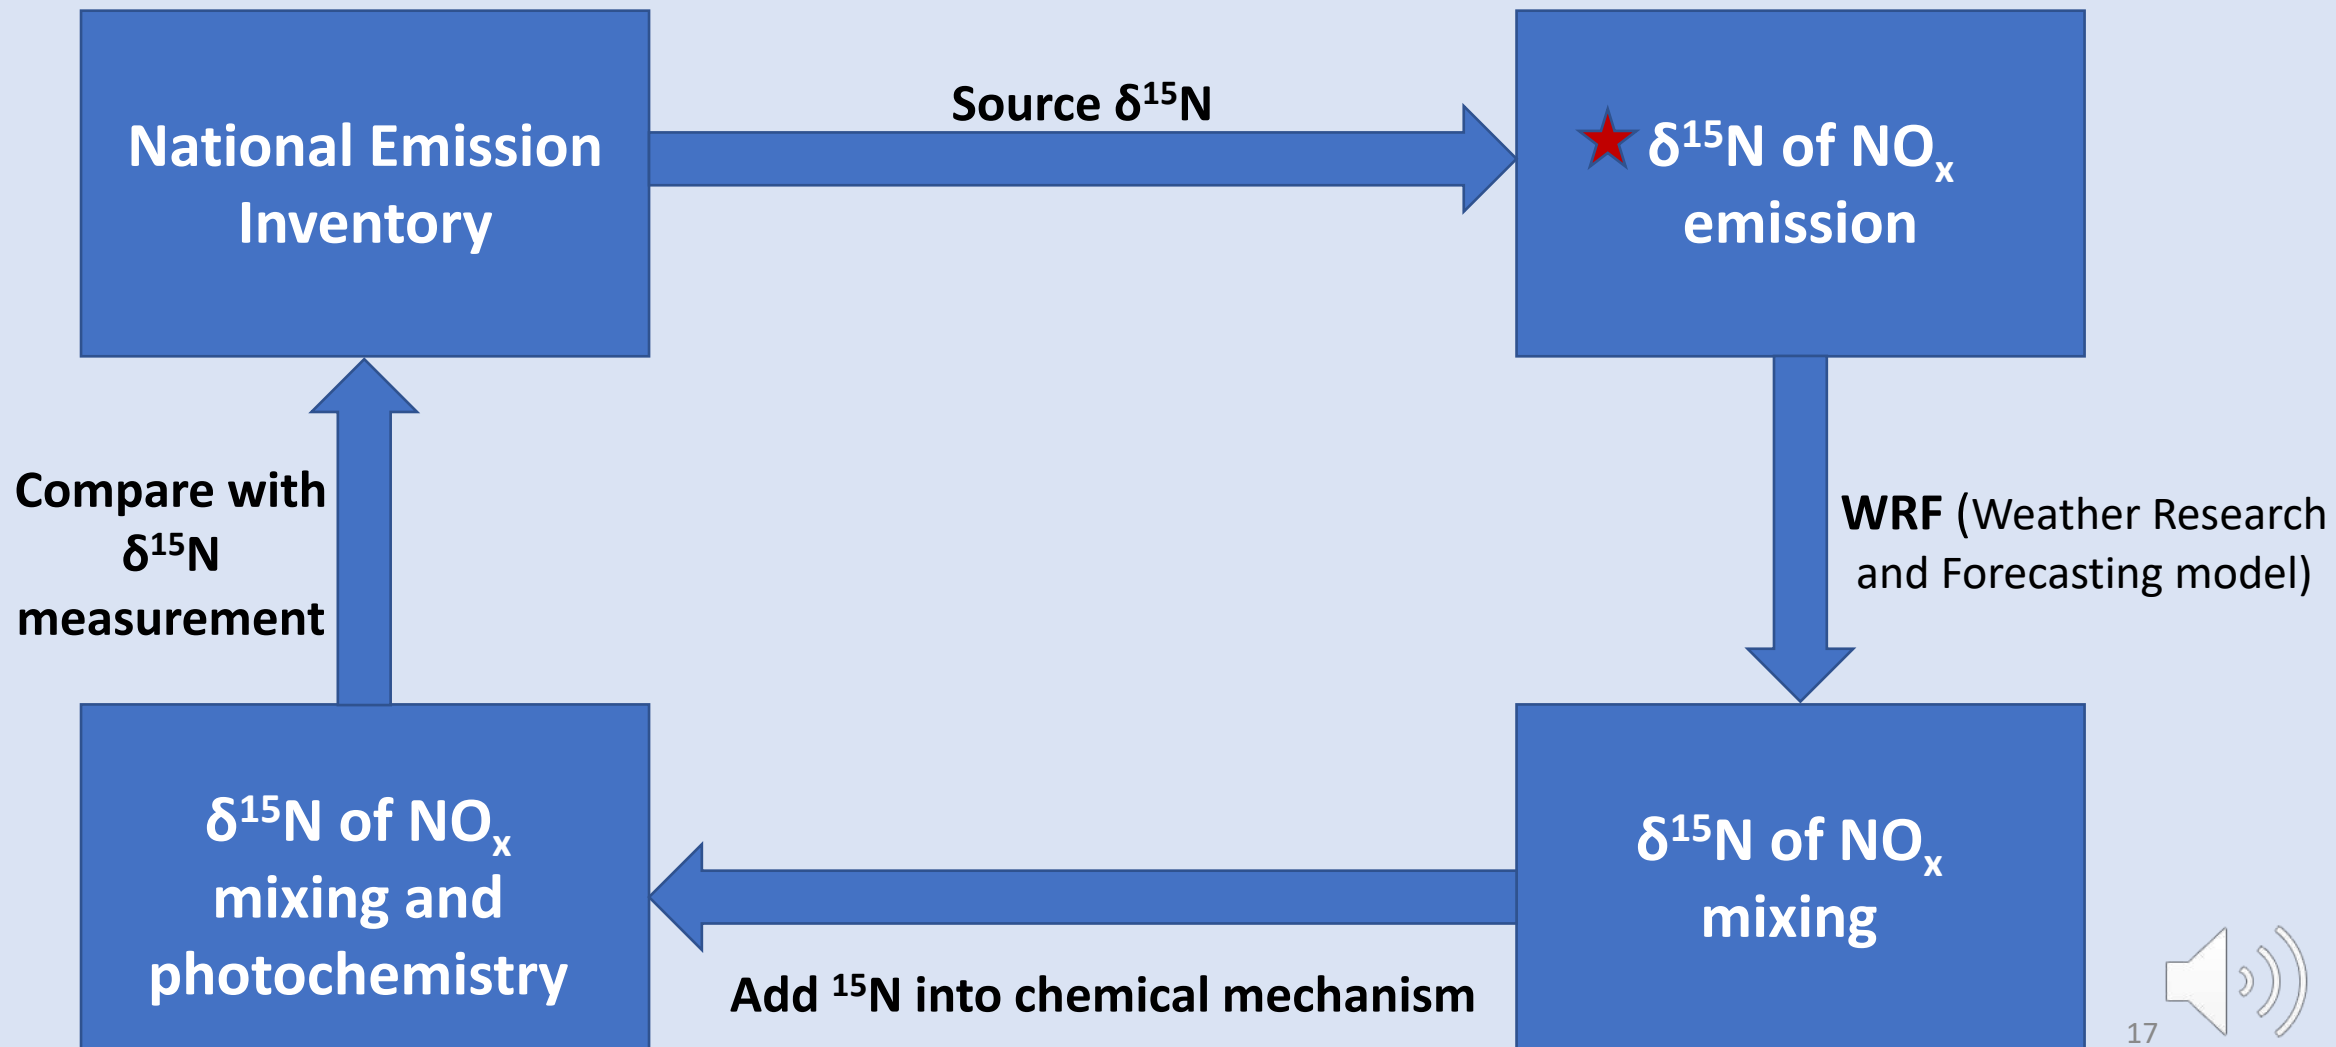 National Emission
Inventory
Source δ¹⁵N
δ¹⁵N of NOₓ
emission
Compare with
δ¹⁵N
measurement
WRF (Weather Research
and Forecasting model)
δ¹⁵N of NOₓ
mixing and
photochemistry
Add ¹⁵N into chemical mechanism
δ¹⁵N of NOₓ
mixing
17